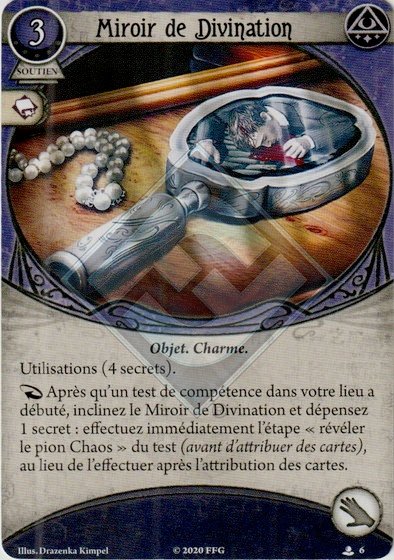 3
Miroir de Divination
SOUTIEN
Objet. Charme.
Utilisations (4 secrets).
Après qu'un test de compétence dans votre lieu a
débuté, inclinez le Miroir de Divination et dépensez
1 secret : effectuez immédiatement l'étape « révéler
le pion Chaos » du test (avant d'attribuer des cartes),
au lieu de l'effectuer après l'attribution des cartes.
Illus. Drazenka Kimpel
© 2020 FFG
6